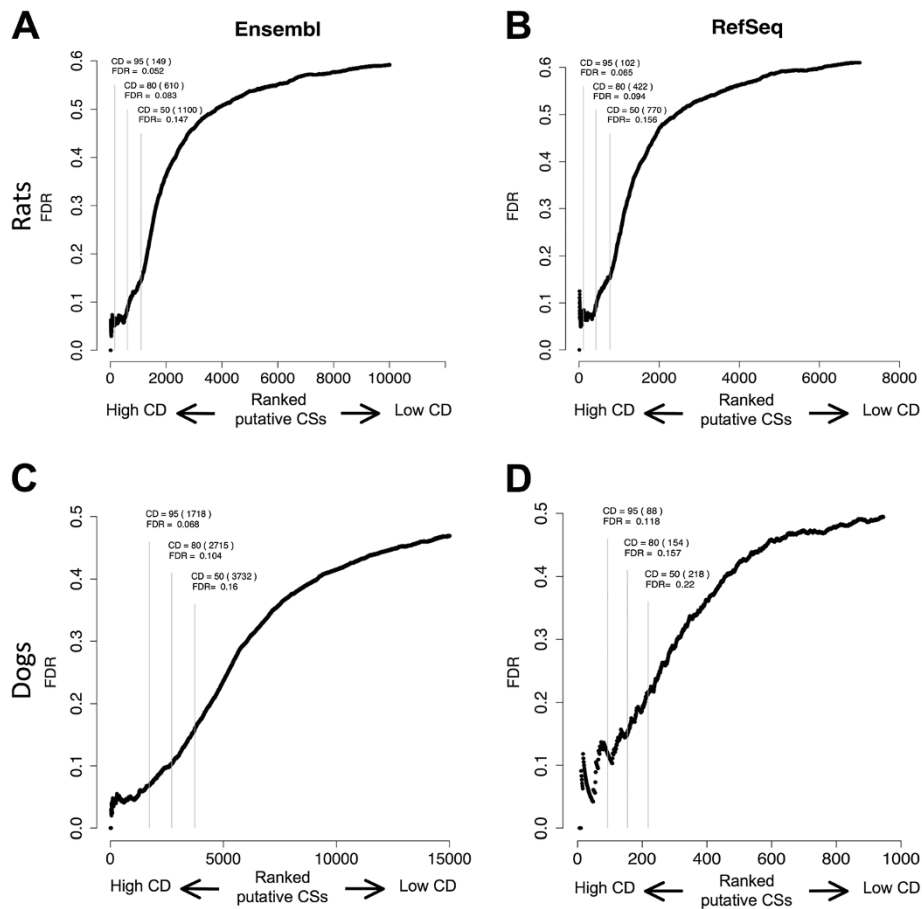 A
Ensembl
CD = 95 ( 149)
FDR = 0.052
CD = 80 ( 610)
FDR = 0.083
CD = 50 ( 1100)
FDR= 0.147
0.0 0.1 0.2 0.3 0.4 0.5 0.6
Rats
FDR
0 2000 4000 6000 8000 10000
High CD
Ranked
putative CSs
Low CD
B
RefSeq
CD = 95 ( 102)
FDR = 0.065
CD = 80 ( 422)
FDR = 0.094
CD = 50 ( 770)
FDR= 0.156
0.0 0.1 0.2 0.3 0.4 0.5 0.6
FDR
0 2000 4000 6000 8000
High CD
Ranked
putative CSs
Low CD
C
CD = 95 ( 1718)
FDR = 0.068
CD = 80 ( 2715)
FDR = 0.104
CD = 50 ( 3732)
FDR= 0.16
0.0 0.1 0.2 0.3 0.4 0.5
Dogs
FDR
0 5000 10000 15000
High CD
Ranked
putative CSs
Low CD
D
CD = 95 ( 88 )
FDR = 0.118
CD = 80 ( 154 )
FDR = 0.157
CD = 50 ( 218 )
FDR= 0.22
0.0 0.1 0.2 0.3 0.4 0.5
FDR
0 200 400 600 800 1000
High CD
Ranked
putative CSs
Low CD